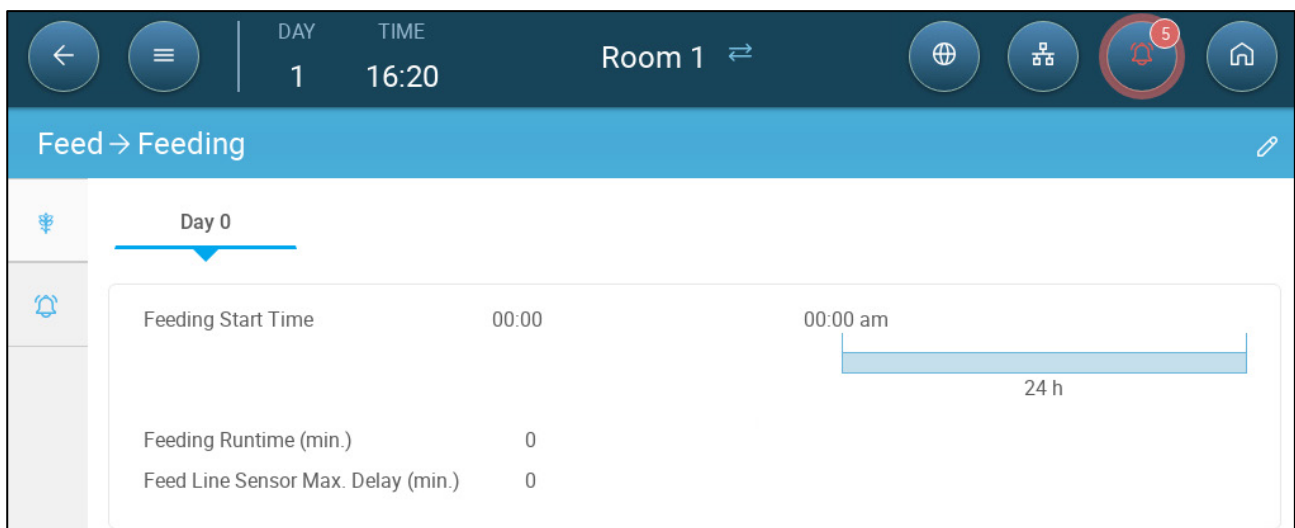 DAY TIME
1 16:20
Room 1
5
Feed → Feeding
Day 0
Feeding Start Time 00:00 00:00 am
24 h
Feeding Runtime (min.) 0
Feed Line Sensor Max. Delay (min.) 0